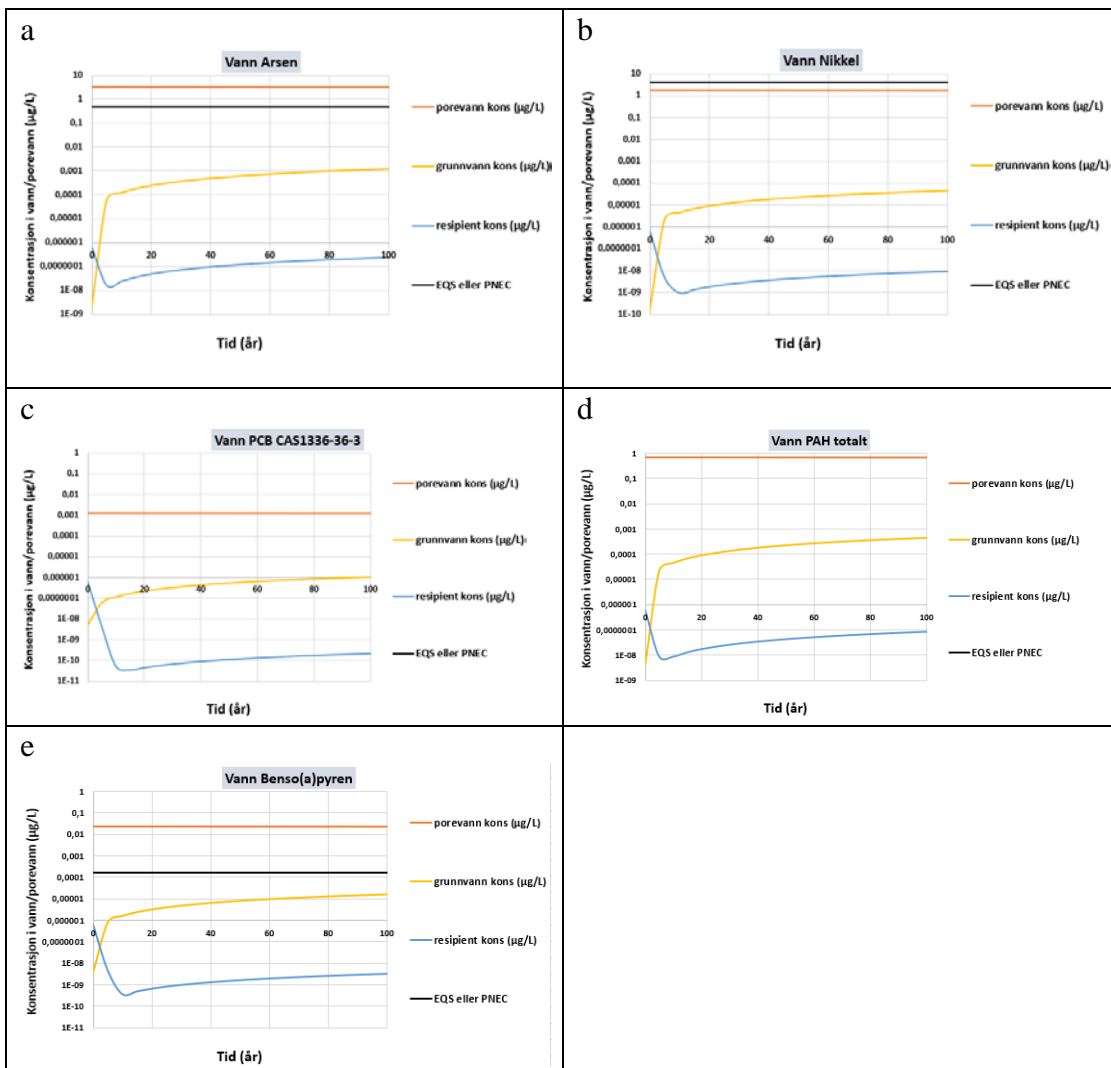 a
Vann Arsen
Konsentrasjon i vann/porevann (µg/L)
10
1
0,1
0,01
0,001
0,0001
0,00001
0,000001
0,0000001
1E-08
1E-09
0 20 40 60 80 100
Tid (år)
porevann kons (µg/L)
grunnvann kons (µg/L)
resipient kons (µg/L)
EQS eller PNEC
b
Vann Nikkel
Konsentrasjon i vann/porevann (µg/L)
10
1
0,1
0,01
0,001
0,0001
0,00001
0,000001
0,0000001
1E-08
1E-09
1E-10
0 20 40 60 80 100
Tid (år)
porevann kons (µg/L)
grunnvann kons (µg/L)
resipient kons (µg/L)
EQS eller PNEC
c
Vann PCB CAS1336-36-3
Konsentrasjon i vann/porevann (µg/L)
1
0,1
0,01
0,001
0,0001
0,00001
0,000001
0,0000001
1E-08
1E-09
1E-10
1E-11
0 20 40 60 80 100
Tid (år)
porevann kons (µg/L)
grunnvann kons (µg/L)
resipient kons (µg/L)
EQS eller PNEC
d
Vann PAH totalt
Konsentrasjon i vann/porevann (µg/L)
1
0,1
0,01
0,001
0,0001
0,00001
0,000001
0,0000001
1E-08
1E-09
0 20 40 60 80 100
Tid (år)
porevann kons (µg/L)
grunnvann kons (µg/L)
resipient kons (µg/L)
EQS eller PNEC
e
Vann Benso(a)pyren
Konsentrasjon i vann/porevann (µg/L)
1
0,1
0,01
0,001
0,0001
0,00001
0,000001
0,0000001
1E-08
1E-09
1E-10
1E-11
0 20 40 60 80 100
Tid (år)
porevann kons (µg/L)
grunnvann kons (µg/L)
resipient kons (µg/L)
EQS eller PNEC